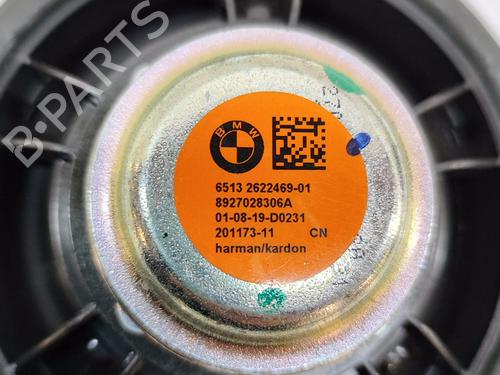 B-PARTS
BMW
6513 2622469-01
8927028306A
01-08-19-D0231
201173-11 CN
harman/kardon